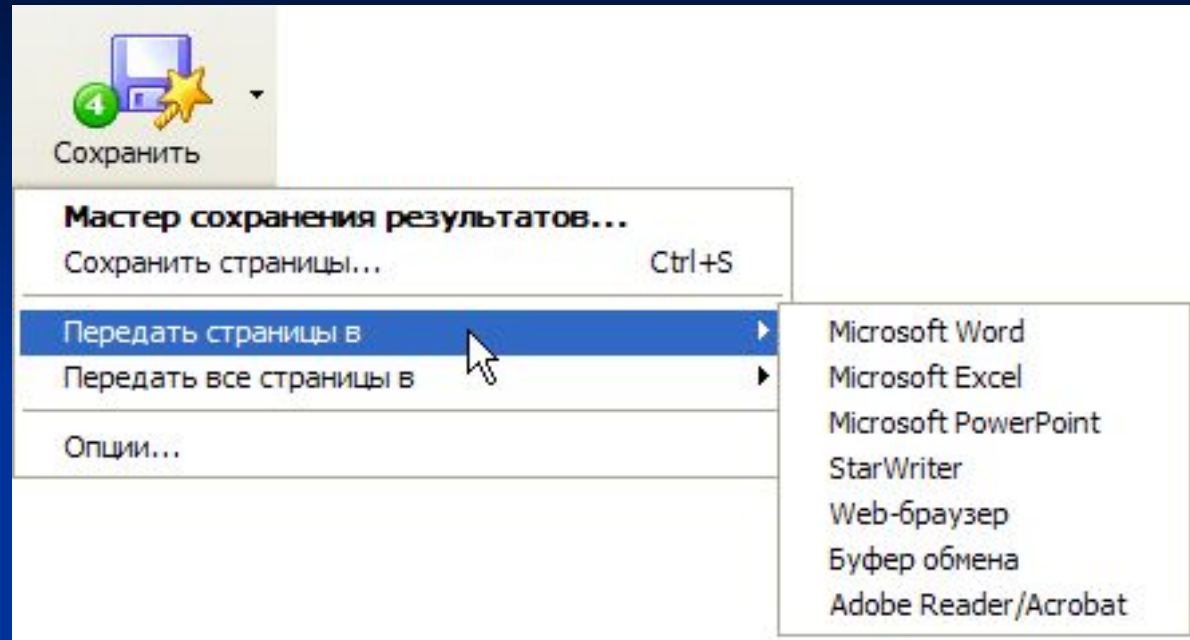 4
Сохранить
Мастер сохранения результатов...
Сохранить страницы... Ctrl+S
Передать страницы в
Передать все страницы в
Опции...
Microsoft Word
Microsoft Excel
Microsoft PowerPoint
StarWriter
Web-браузер
Буфер обмена
Adobe Reader/Acrobat